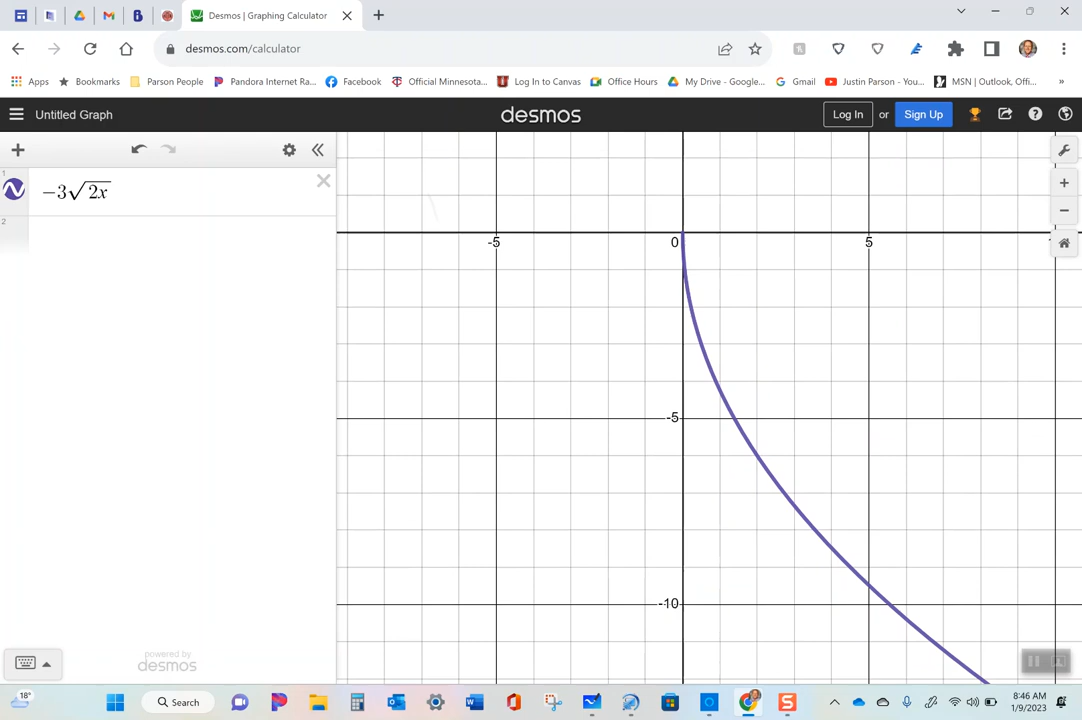 Desmos | Graphing Calculator
desmos.com/calculator
Apps
Bookmarks
Parson People
Pandora Internet Ra...
Facebook
Official Minnesota...
Log In to Canvas
Office Hours
My Drive - Google...
Gmail
Justin Parson - You...
MSN | Outlook, Offi...
»
Untitled Graph
desmos
Log In
or
Sign Up
1
−3√2x
2
-5
0
5
-5
-10
powered by
desmos
18°
Search
8:46 AM
1/9/2023